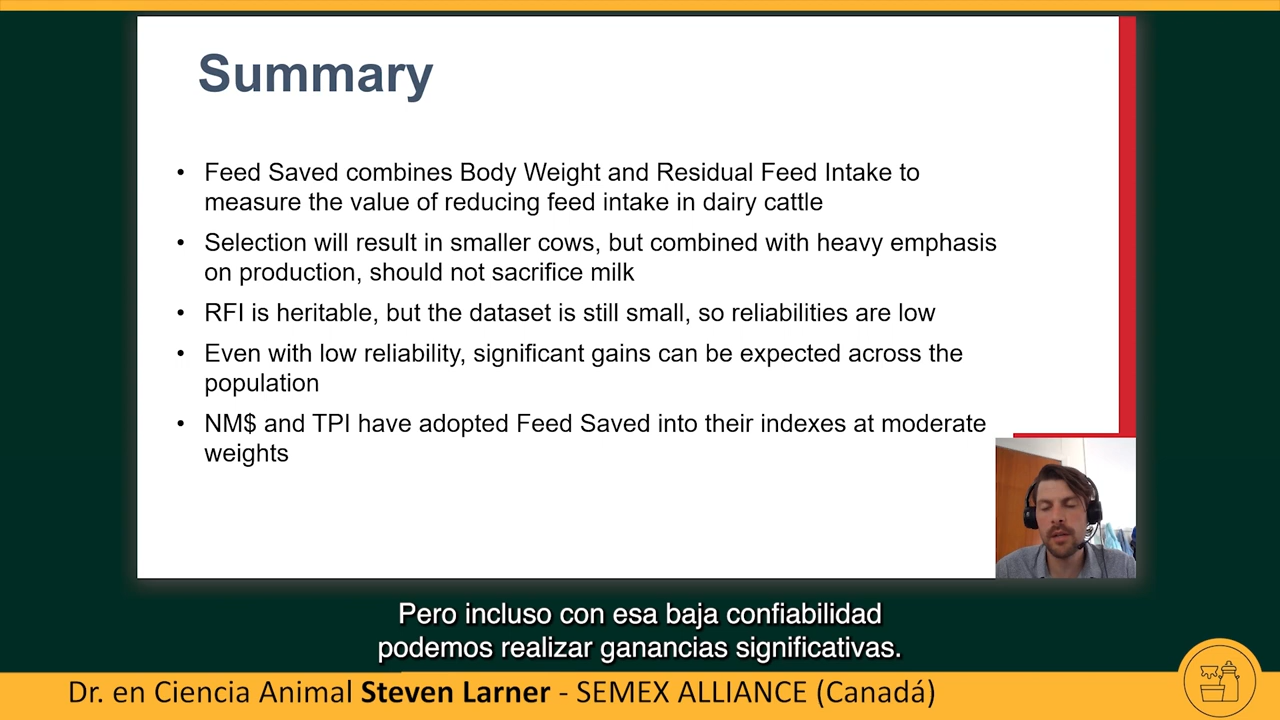 Summary
• Feed Saved combines Body Weight and Residual Feed Intake to
measure the value of reducing feed intake in dairy cattle
• Selection will result in smaller cows, but combined with heavy emphasis
on production, should not sacrifice milk
• RFI is heritable, but the dataset is still small, so reliabilities are low
• Even with low reliability, significant gains can be expected across the
population
• NM$ and TPI have adopted Feed Saved into their indexes at moderate
weights
Pero incluso con esa baja confiabilidad
podemos realizar ganancias significativas.
Dr. en Ciencia Animal Steven Larner - SEMEX ALLIANCE (Canadá)